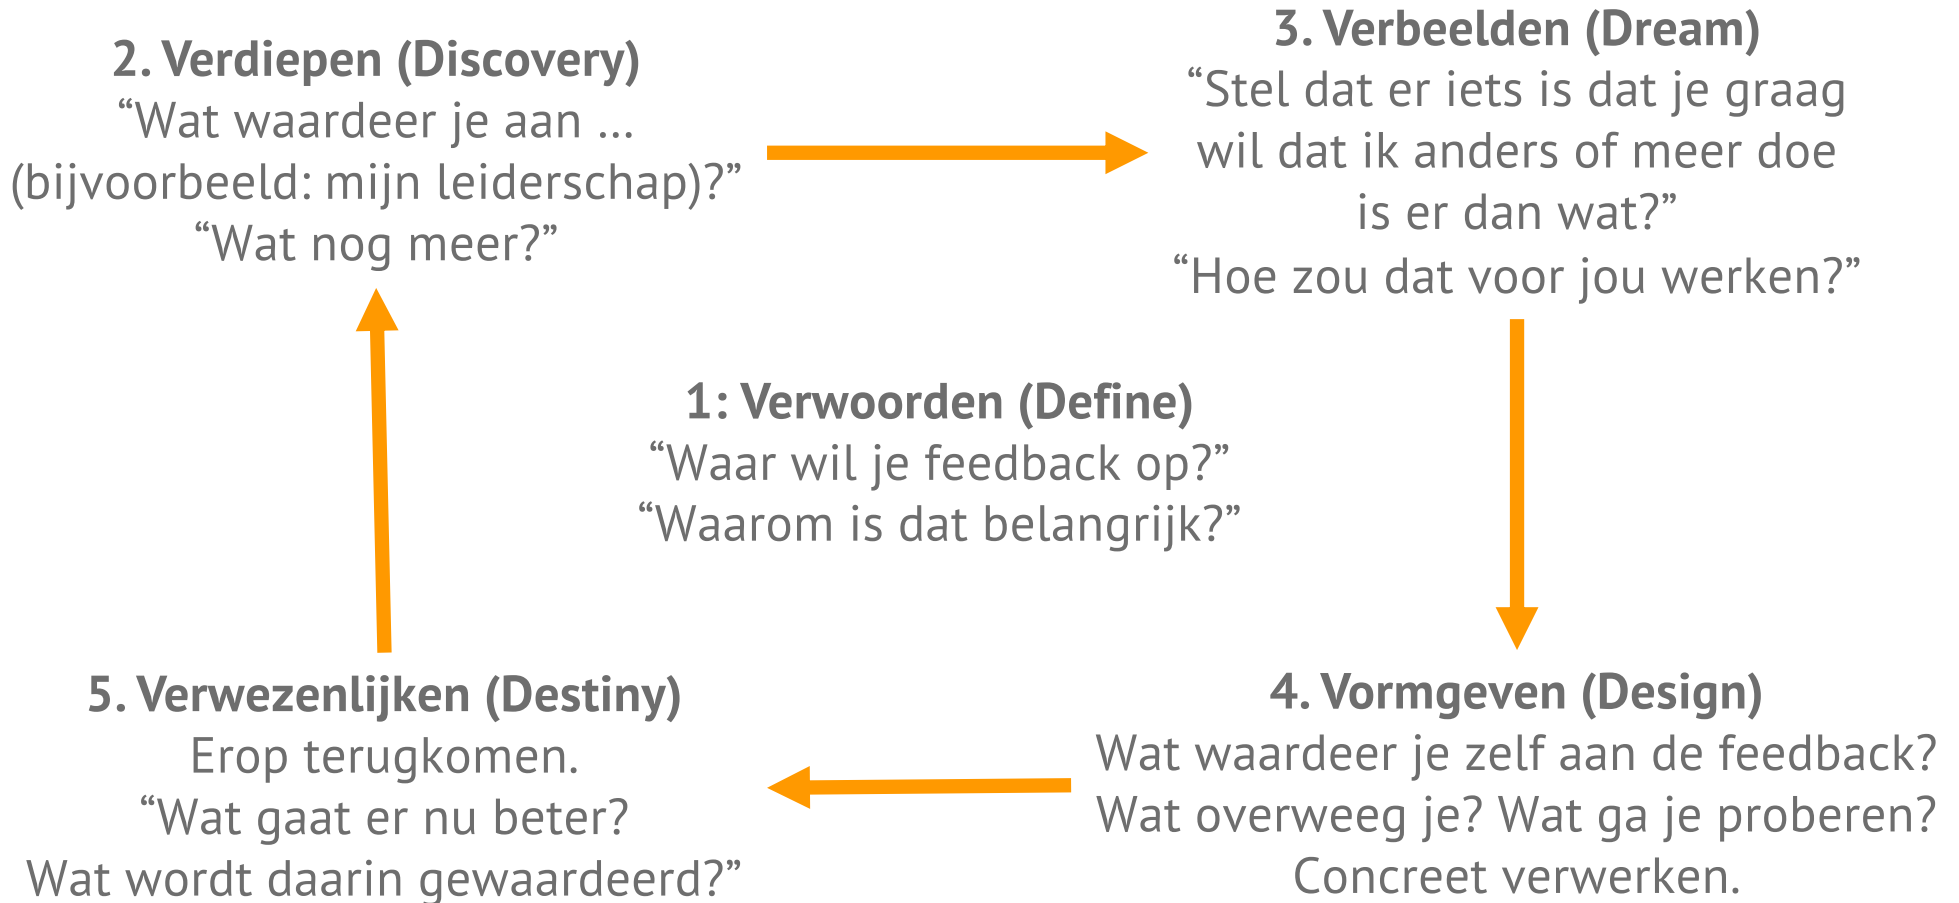 2. Verdiepen (Discovery)
“Wat waardeer je aan ...
(bijvoorbeeld: mijn leiderschap)?”
“Wat nog meer?”
3. Verbeelden (Dream)
“Stel dat er iets is dat je graag
wil dat ik anders of meer doe
is er dan wat?”
“Hoe zou dat voor jou werken?”
1: Verwoorden (Define)
“Waar wil je feedback op?”
“Waarom is dat belangrijk?”
5. Verwezenlijken (Destiny)
Erop terugkomen.
“Wat gaat er nu beter?
Wat wordt daarin gewaardeerd?”
4. Vormgeven (Design)
Wat waardeer je zelf aan de feedback?
Wat overweeg je? Wat ga je proberen?
Concreet verwerken.